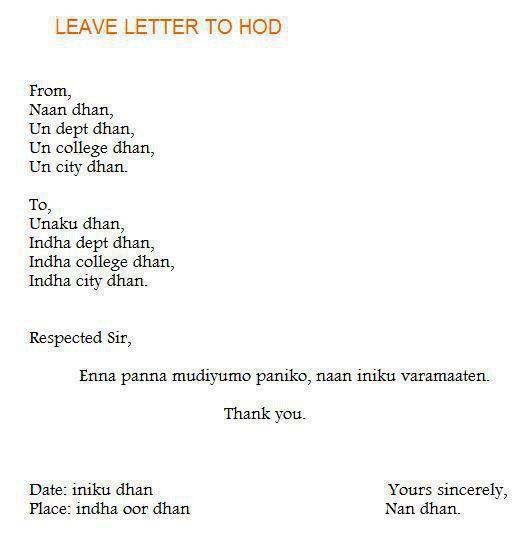 LEAVE LETTER TO HOD
From,
Naan dhan,
Un dept dhan,
Un college dhan,
Un city dhan.
To,
Unaku dhan,
Indha dept dhan,
Indha college dhan,
Indha city dhan.
Respected Sir,
Enna panna mudiyumo paniko, naan iniku varamaaten.
Thank you.
Date: iniku dhan Yours sincerely,
Place: indha oor dhan Nan dhan.